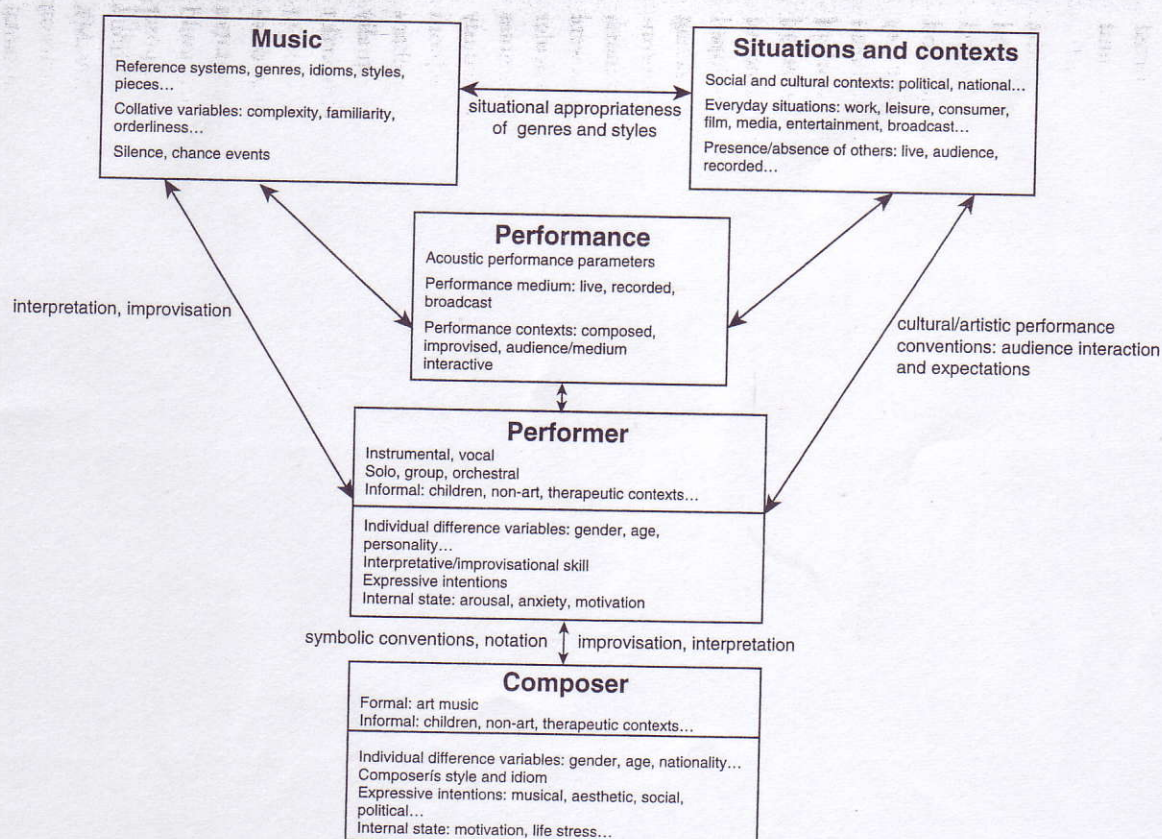 Music
Reference systems, genres, idioms, styles,
pieces…
Collative variables: complexity, familiarity,
orderliness…
Silence, chance events
situational appropriateness
of genres and styles
Situations and contexts
Social and cultural contexts: political, national…
Everyday situations: work, leisure, consumer,
film, media, entertainment, broadcast…
Presence/absence of others: live, audience,
recorded…
Performance
Acoustic performance parameters
Performance medium: live, recorded,
broadcast
Performance contexts: composed,
improvised, audience/medium
interactive
interpretation, improvisation
cultural/artistic performance
conventions: audience interaction
and expectations
Performer
Instrumental, vocal
Solo, group, orchestral
Informal: children, non-art, therapeutic contexts…
Individual difference variables: gender, age,
personality…
Interpretative/improvisational skill
Expressive intentions
Internal state: arousal, anxiety, motivation
symbolic conventions, notation
improvisation, interpretation
Composer
Formal: art music
Informal: children, non-art, therapeutic contexts…
Individual difference variables: gender, age, nationality…
Composerís style and idiom
Expressive intentions: musical, aesthetic, social,
political…
Internal state: motivation, life stress…